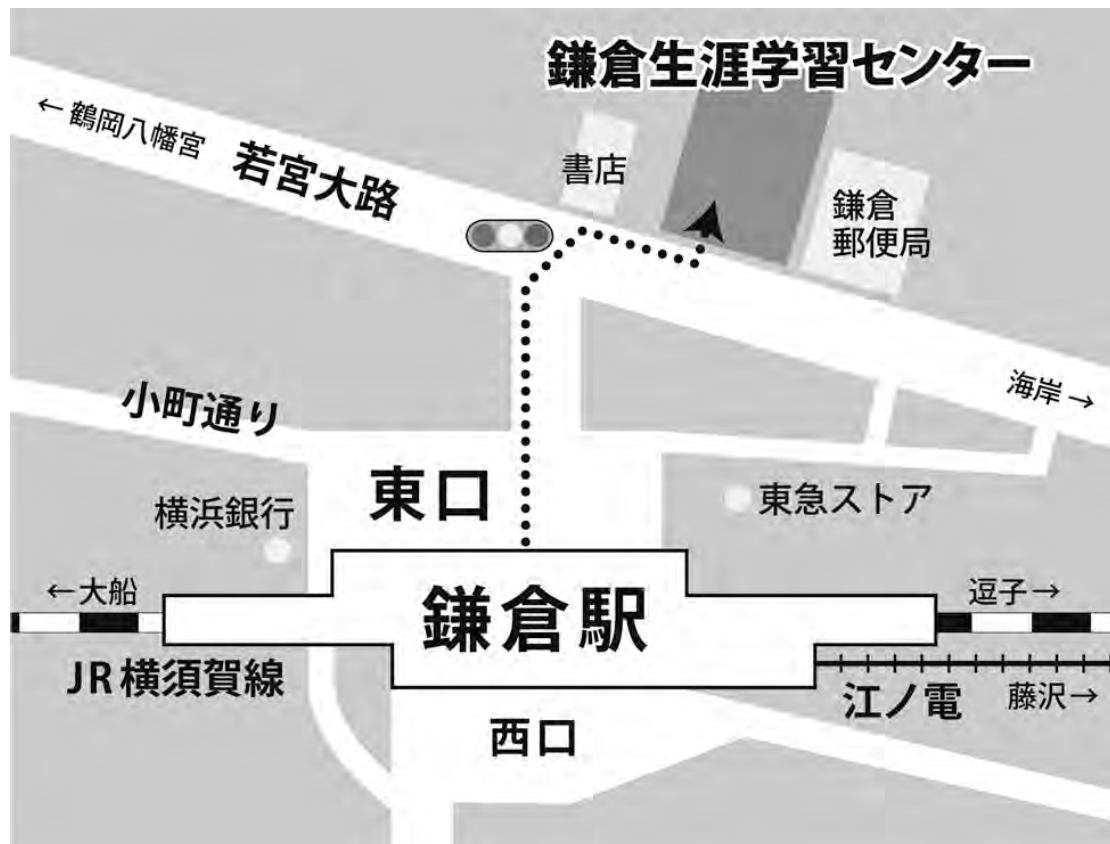 鎌倉生涯学習センター
←鶴岡八幡宮
若宮大路
書店
鎌倉
郵便局
海岸→
小町通り
東口
横浜銀行
東急ストア
←大船
鎌倉駅
逗子→
JR横須賀線
江ノ電
藤沢→
西口